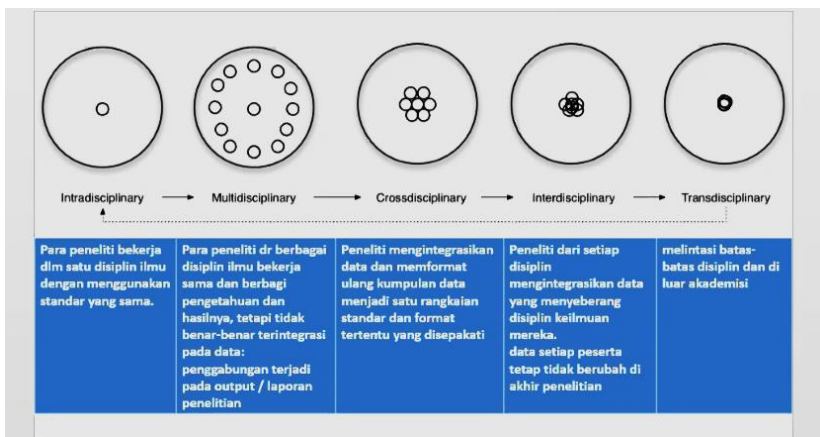 Intradisciplinary
Multidisciplinary
Crossdisciplinary
Interdisciplinary
Transdisciplinary
Para peneliti bekerja
dlm satu disiplin ilmu
dengan menggunakan
standar yang sama.
Para peneliti dr berbagai
disiplin ilmu bekerja
sama dan berbagi
pengetahuan dan
hasilnya, tetapi tidak
benar-benar terintegrasi
pada data:
penggabungan terjadi
pada output / laporan
penelitian
Peneliti mengintegrasikan
data dan memformat
ulang kumpulan data
menjadi satu rangkaian
standar dan format
tertentu yang disepakati
Peneliti dari setiap
disiplin
mengintegrasikan data
yang menyeberang
disiplin keilmuan
mereka.
data setiap peserta
tetap tidak berubah di
akhir penelitian
melintasi batas-
batas disiplin dan di
luar akademisi